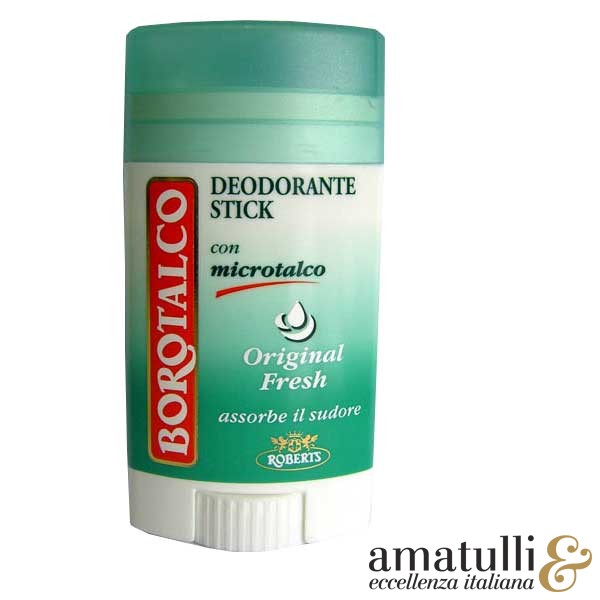 BOROTALCO
DEODORANTE
STICK
con
microtalco
Original
Fresh
assorbe il sudore
ROBERTS
amatulli &
eccellenza italiana